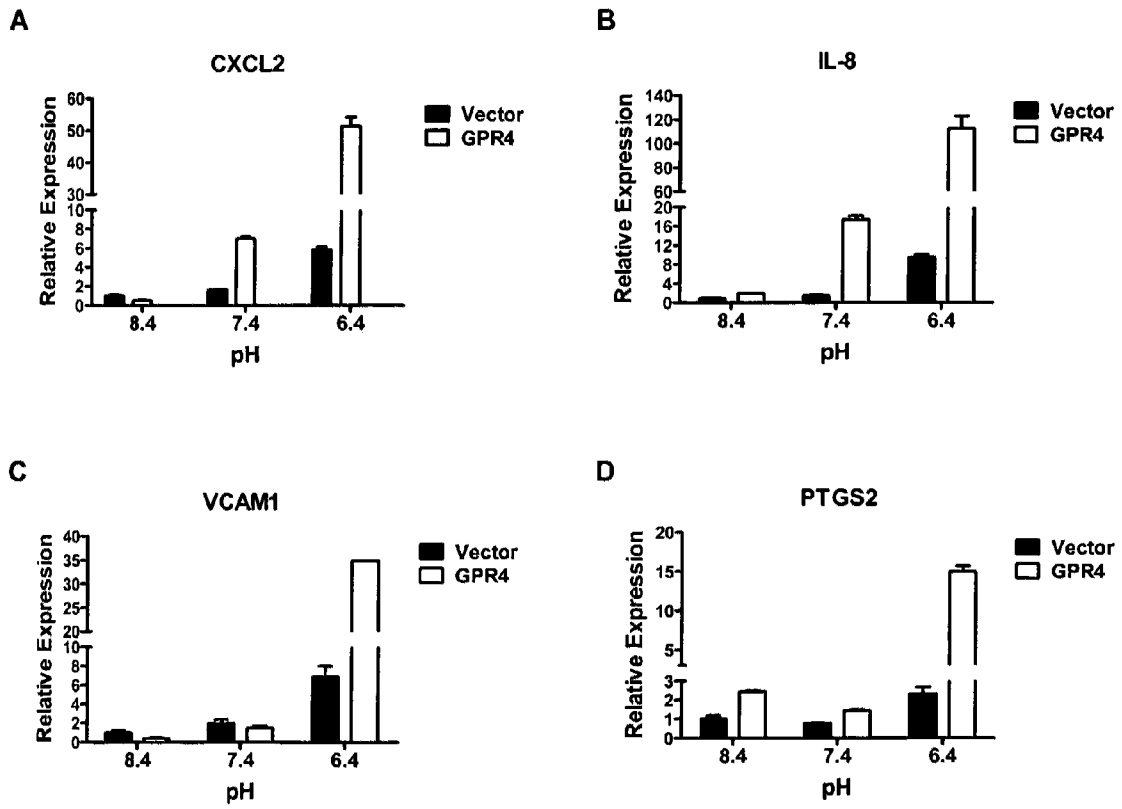 A
CXCL2
Relative Expression
60
50
40
30
10
8
6
4
2
0
8.4
7.4
6.4
pH
Vector
GPR4
B
IL-8
Relative Expression
140
120
100
80
60
20
16
12
8
4
0
8.4
7.4
6.4
pH
Vector
GPR4
C
VCAM1
Relative Expression
40
35
30
25
20
10
8
6
4
2
0
8.4
7.4
6.4
pH
Vector
GPR4
D
PTGS2
Relative Expression
20
15
10
5
3
2
1
0
8.4
7.4
6.4
pH
Vector
GPR4